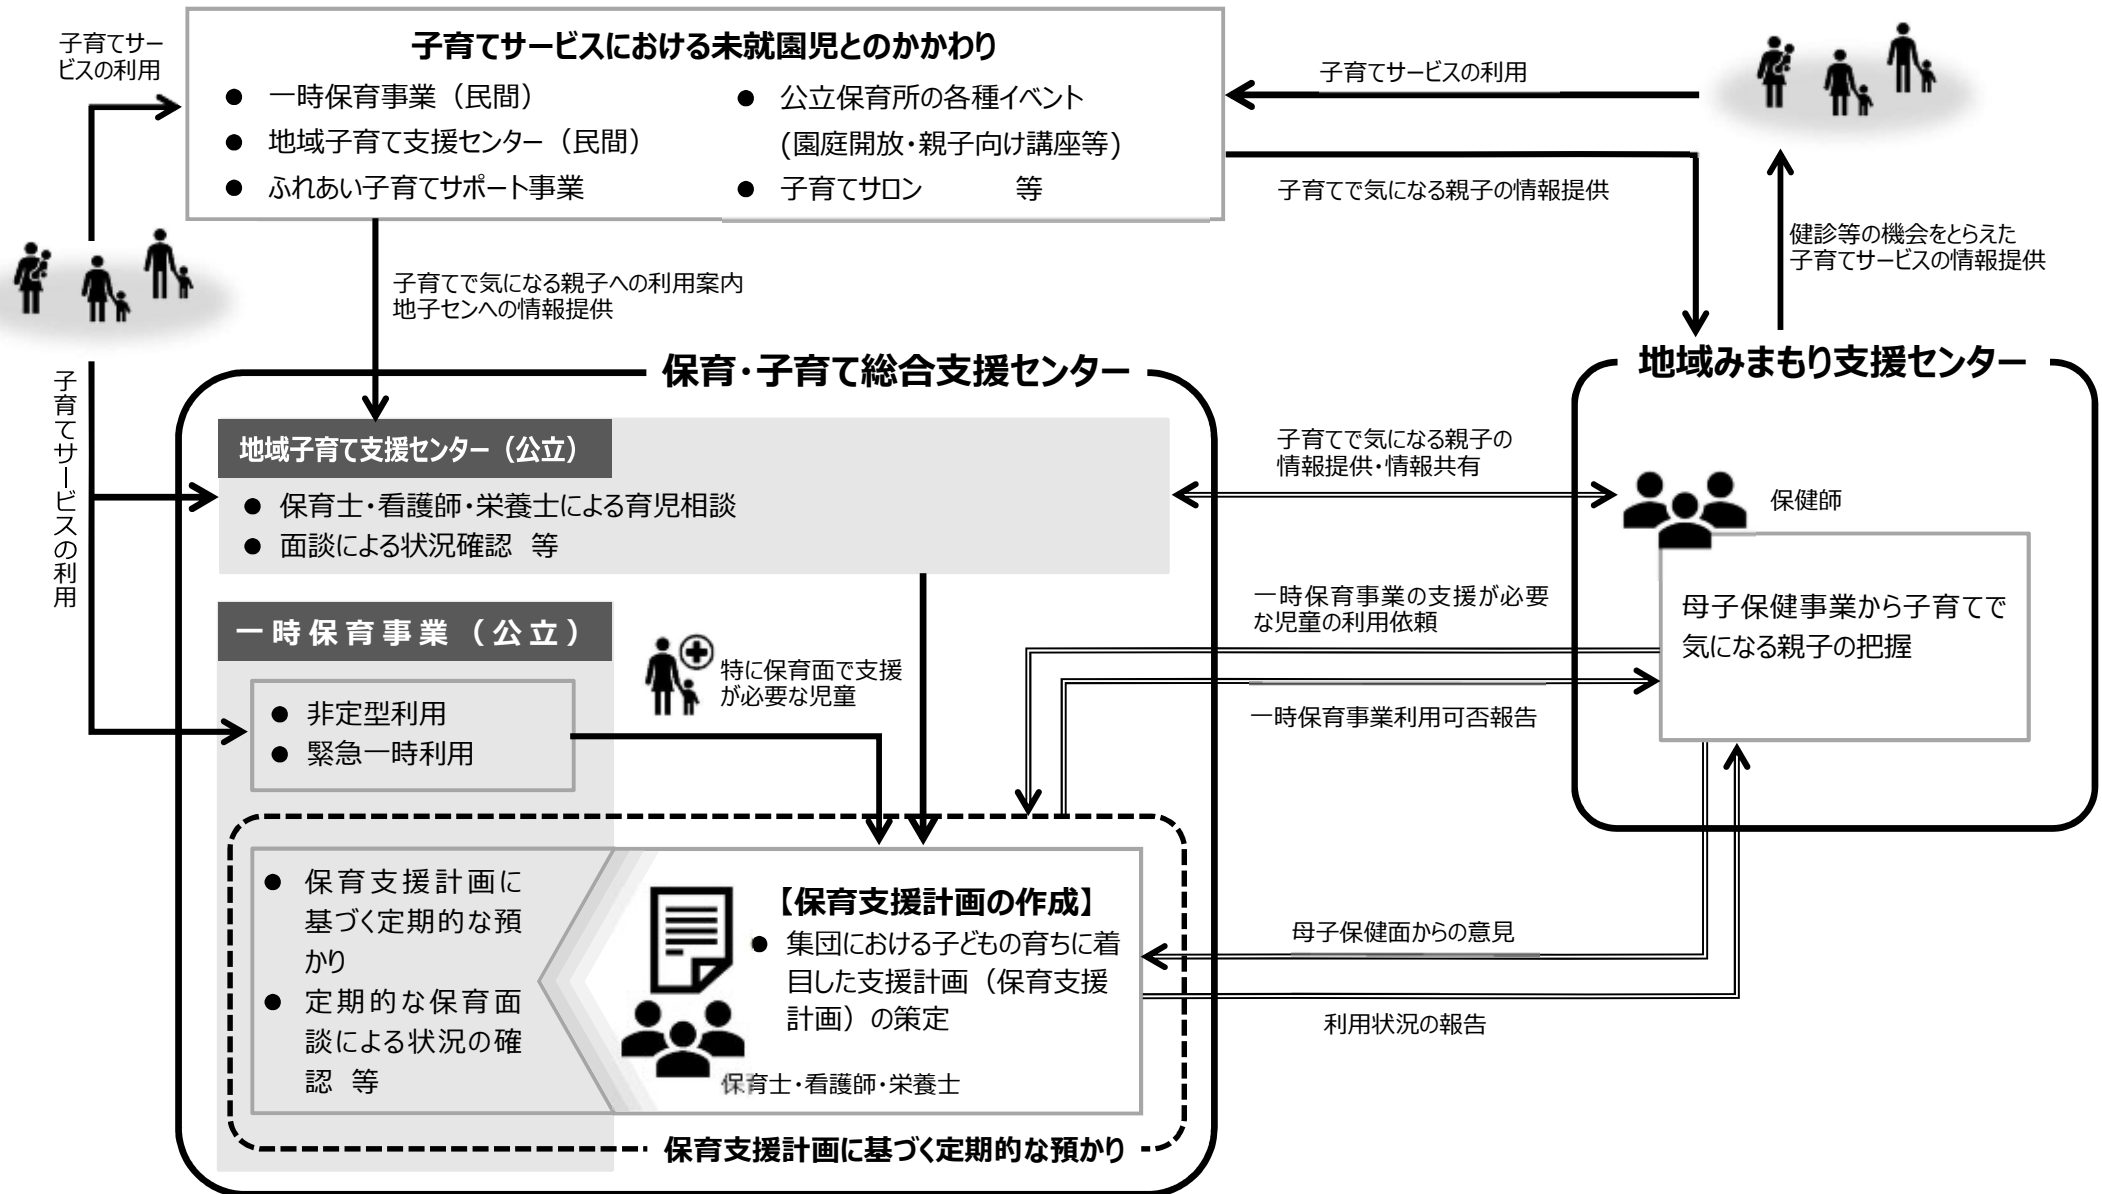 子育てサー
ビスの利用
子育てサービスにおける未就園児とのかかわり
● 一時保育事業（民間）
● 地域子育て支援センター（民間）
● ふれあい子育てサポート事業
● 公立保育所の各種イベント
(園庭開放・親子向け講座等)
● 子育てサロン　　　等
子育てサービスの利用
子育てで気になる親子の情報提供
健診等の機会をとらえた
子育てサービスの情報提供
子育てで気になる親子への利用案内
地子センへの情報提供
子育てサービスの利用
保育・子育て総合支援センター
地域みまもり支援センター
地域子育て支援センター（公立）
● 保育士・看護師・栄養士による育児相談
● 面談による状況確認　等
子育てで気になる親子の
情報提供・情報共有
保健師
母子保健事業から子育てで
気になる親子の把握
一時保育事業の支援が必要
な児童の利用依頼
一時保育事業利用可否報告
一時保育事業（公立）
● 非定型利用
● 緊急一時利用
特に保育面で支援
が必要な児童
● 保育支援計画に
基づく定期的な預
かり
● 定期的な保育面
談による状況の確
認　等
【保育支援計画の作成】
● 集団における子どもの育ちに着
目した支援計画（保育支援
計画）の策定
保育士・看護師・栄養士
母子保健面からの意見
利用状況の報告
保育支援計画に基づく定期的な預かり